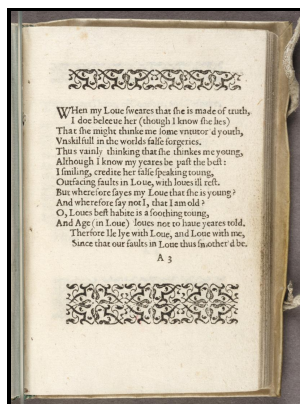 WHen my Loue sweares that she is made of truth,
I doe beleeue her (though I know she lies)
That she might thinke me some vntutor'd youth,
Vnskilfull in the worlds false forgeries.
Thus vainly thinking that she thinkes me young,
Although I know my yeares be past the best:
I smiling, credite her false speaking toung,
Outfacing faults in Loue, with loues ill rest.
But wherefore sayes my Loue that she is young?
And wherefore say not I, that I am old?
O, Loues best habite is a soothing toung,
And Age (in Loue) loues not to haue yeares told.
Therfore Ile lye with Loue, and Loue with me,
Since that our faults in Loue thus smother'd be.
A 3